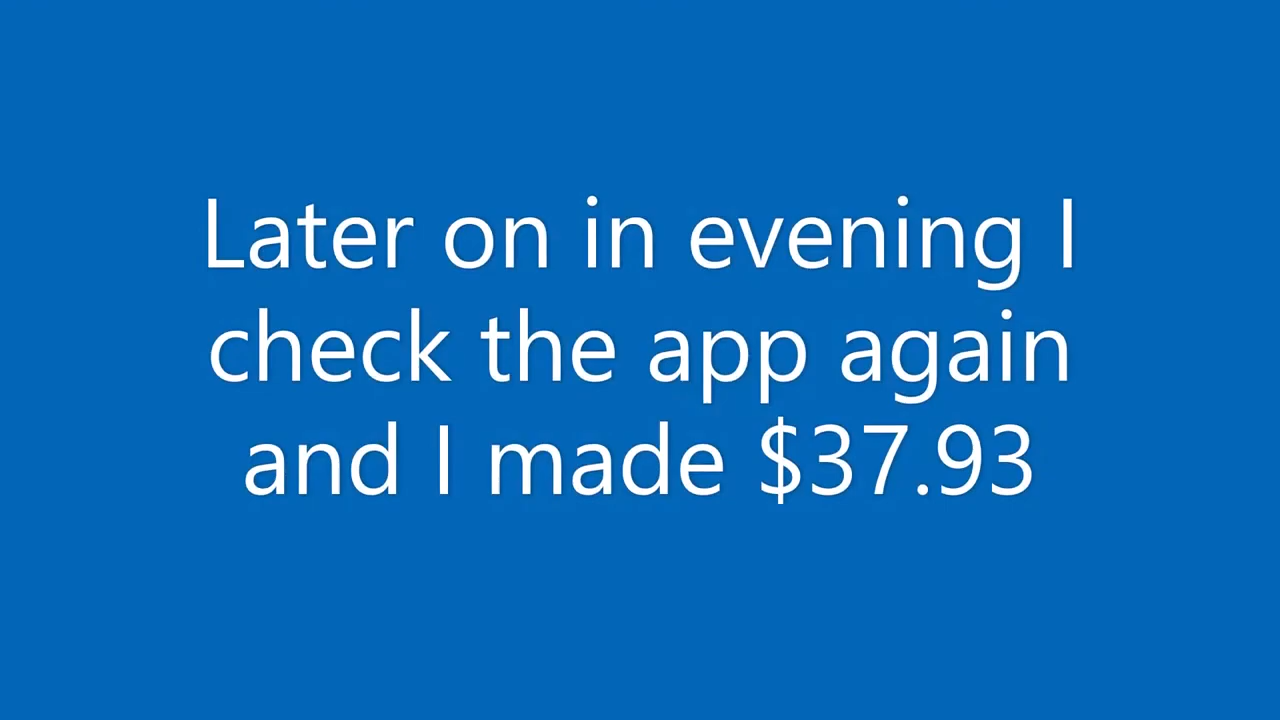 Later on in evening I
check the app again
and I made $37.93